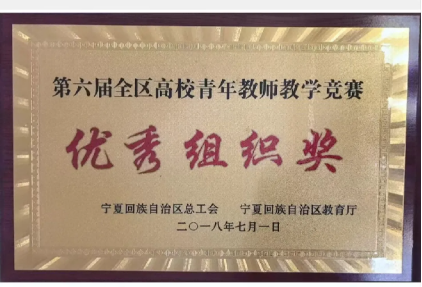 第六届全区高校青年教师教学竞赛
优秀组织奖
宁夏回族自治区总工会 宁夏回族自治区教育厅
二〇一八年七月一日